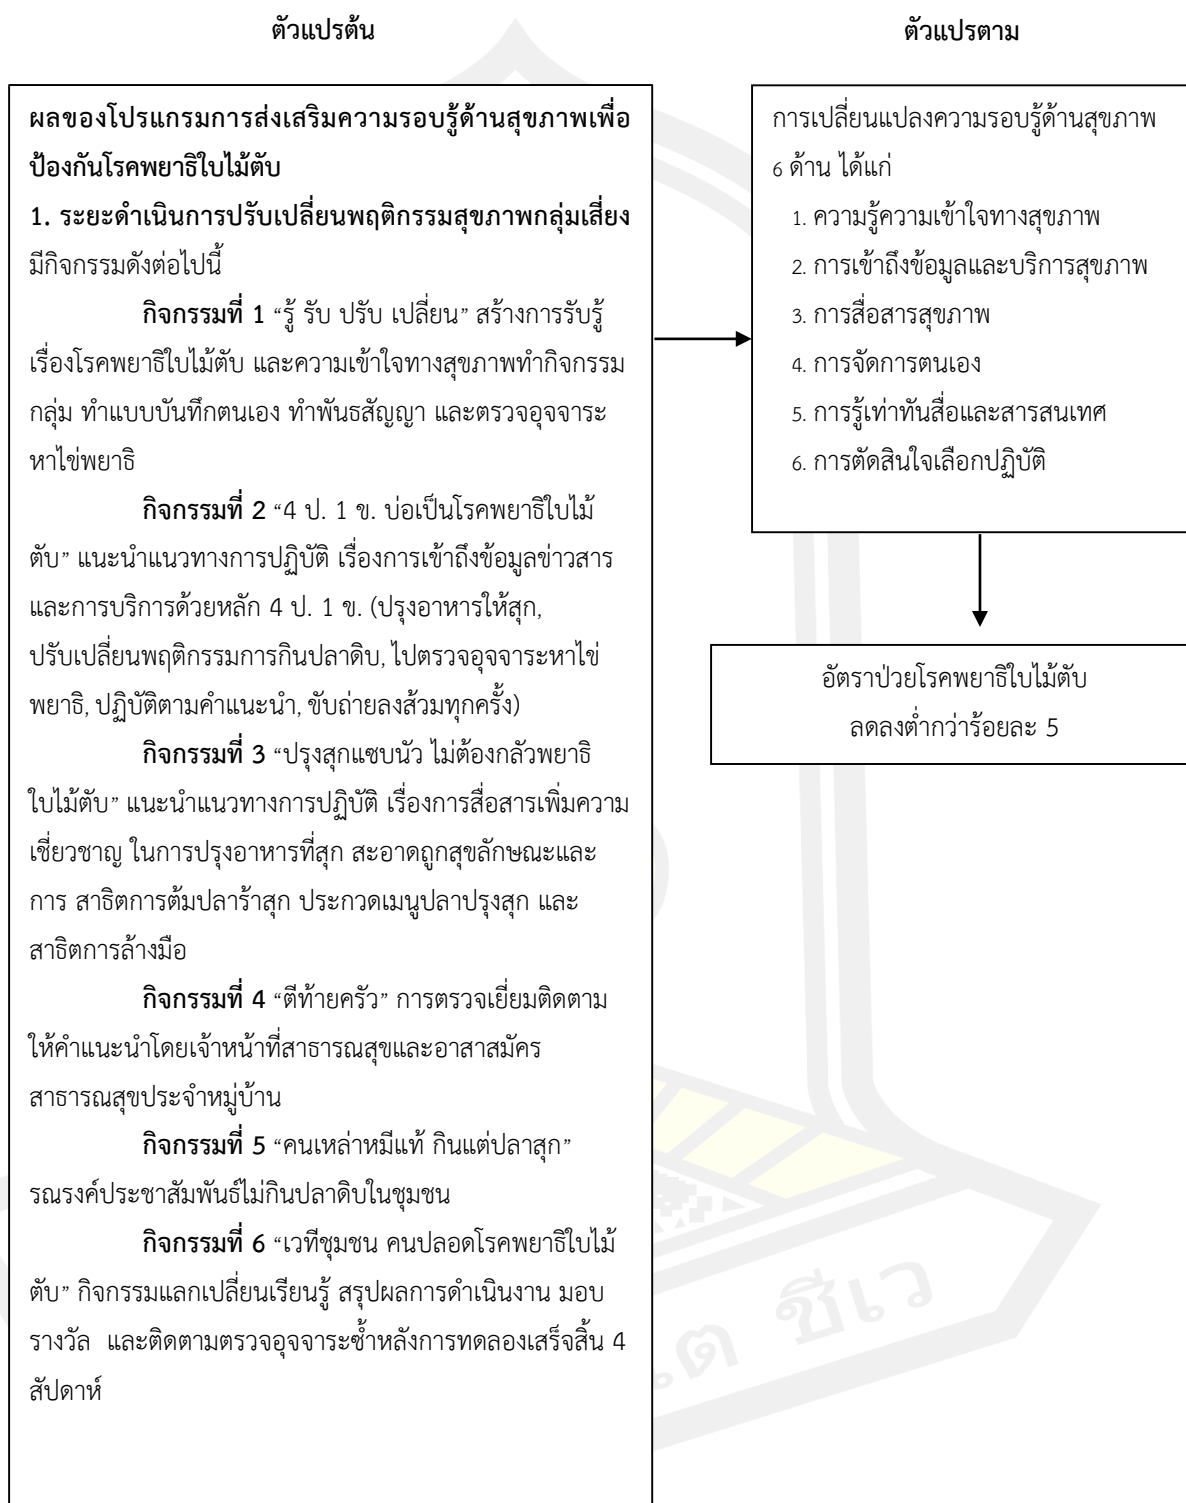 ตัวแปรต้น
ตัวแปรตาม
ผลของโปรแกรมการส่งเสริมความรอบรู้ด้านสุขภาพเพื่อ
ป้องกันโรคพยาธิใบไม้ตับ
1. ระยะดำเนินการปรับเปลี่ยนพฤติกรรมสุขภาพกลุ่มเสี่ยง
มีกิจกรรมดังต่อไปนี้
กิจกรรมที่ 1 “รู้ รับ ปรับ เปลี่ยน” สร้างการรับรู้
เรื่องโรคพยาธิใบไม้ตับ และความเข้าใจทางสุขภาพทำกิจกรรม
กลุ่ม ทำแบบบันทึกตนเอง ทำพันธสัญญา และตรวจอุจจาระ
หาไข่พยาธิ
กิจกรรมที่ 2 “4 ป. 1 ข. บ่อเป็นโรคพยาธิใบไม้
ตับ” แนะนำแนวทางการปฏิบัติ เรื่องการเข้าถึงข้อมูลข่าวสาร
และการบริการด้วยหลัก 4 ป. 1 ข. (ปรุงอาหารให้สุก,
ปรับเปลี่ยนพฤติกรรมการกินปลาดิบ, ไปตรวจอุจจาระหาไข่
พยาธิ, ปฏิบัติตามคำแนะนำ, ขับถ่ายลงส้วมทุกครั้ง)
กิจกรรมที่ 3 “ปรุงสุกแซบนัว ไม่ต้องกลัวพยาธิ
ใบไม้ตับ” แนะนำแนวทางการปฏิบัติ เรื่องการสื่อสารเพิ่มความ
เชี่ยวชาญ ในการปรุงอาหารที่สุก สะอาดถูกสุขลักษณะและ
การ สาธิตการต้มปลาร้าสุก ประกวดเมนูปลาปรุงสุก และ
สาธิตการล้างมือ
กิจกรรมที่ 4 “ตีท้ายครัว” การตรวจเยี่ยมติดตาม
ให้คำแนะนำโดยเจ้าหน้าที่สาธารณสุขและอาสาสมัคร
สาธารณสุขประจำหมู่บ้าน
กิจกรรมที่ 5 “คนเหล่าหมีแท้ กินแต่ปลาสุก”
รณรงค์ประชาสัมพันธ์ไม่กินปลาดิบในชุมชน
กิจกรรมที่ 6 “เวทีชุมชน คนปลอดโรคพยาธิใบไม้
ตับ” กิจกรรมแลกเปลี่ยนเรียนรู้ สรุปผลการดำเนินงาน มอบ
รางวัล และติดตามตรวจอุจจาระซ้ำหลังการทดลองเสร็จสิ้น 4
สัปดาห์
การเปลี่ยนแปลงความรอบรู้ด้านสุขภาพ
6 ด้าน ได้แก่
1. ความรู้ความเข้าใจทางสุขภาพ
2. การเข้าถึงข้อมูลและบริการสุขภาพ
3. การสื่อสารสุขภาพ
4. การจัดการตนเอง
5. การรู้เท่าทันสื่อและสารสนเทศ
6. การตัดสินใจเลือกปฏิบัติ
อัตราป่วยโรคพยาธิใบไม้ตับ
ลดลงต่ำกว่าร้อยละ 5
ชีเว